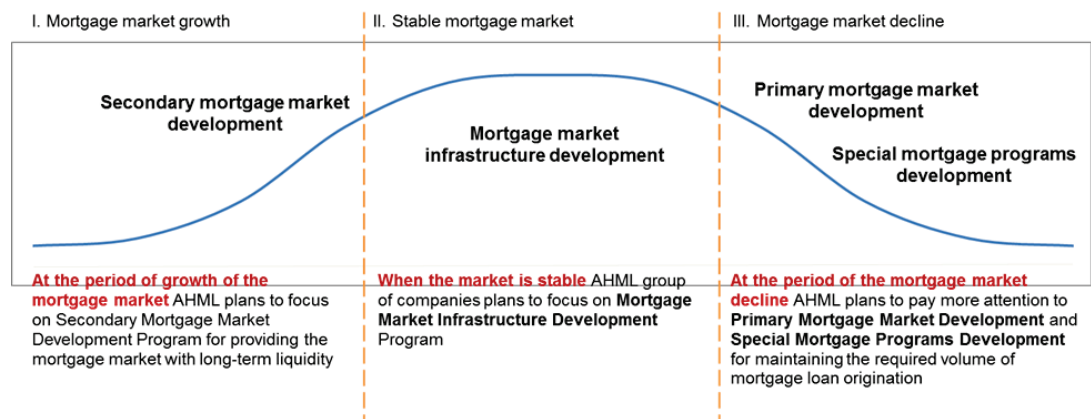 I. Mortgage market growth
II. Stable mortgage market
III. Mortgage market decline
Secondary mortgage market
development
Mortgage market
infrastructure development
Primary mortgage market
development
Special mortgage programs
development
At the period of growth of the
mortgage market AHML plans to focus
on Secondary Mortgage Market
Development Program for providing the
mortgage market with long-term liquidity
When the market is stable AHML group
of companies plans to focus on Mortgage
Market Infrastructure Development
Program
At the period of the mortgage market
decline AHML plans to pay more attention to
Primary Mortgage Market Development and
Special Mortgage Programs Development
for maintaining the required volume of
mortgage loan origination